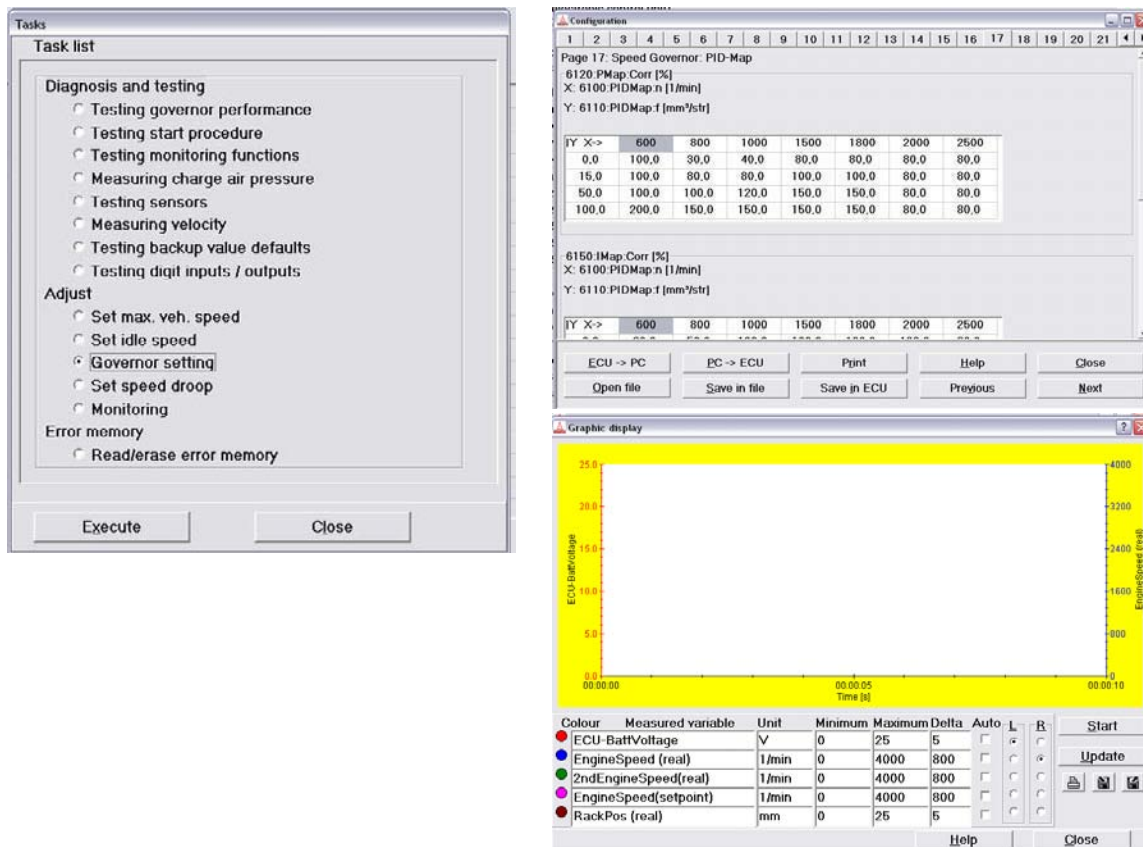 Tasks
Task list
Diagnosis and testing
Testing governor performance
Testing start procedure
Testing monitoring functions
Measuring charge air pressure
Testing sensors
Measuring velocity
Testing backup value defaults
Testing digit inputs / outputs
Adjust
Set max. veh. speed
Set idle speed
Governor setting
Set speed droop
Monitoring
Error memory
Read/erase error memory
Execute Close
Configuration
1 2 3 4 5 6 7 8 9 10 11 12 13 14 15 16 17 18 19 20 21
Page 17: Speed Governor: PID-Map
6120:PMap:Corr [%]
X: 6100:PIDMap:n [1/min]
Y: 6110:PIDMap:f [mm³/str]
IY X-> 600 800 1000 1500 1800 2000 2500
0,0 100,0 30,0 40,0 80,0 80,0 80,0 80,0
15,0 100,0 80,0 80,0 100,0 100,0 80,0 80,0
50,0 100,0 100,0 120,0 150,0 150,0 80,0 80,0
100,0 200,0 150,0 150,0 150,0 150,0 80,0 80,0
6150:IMap:Corr [%]
X: 6100:PIDMap:n [1/min]
Y: 6110:PIDMap:f [mm³/str]
IY X-> 600 800 1000 1500 1800 2000 2500
ECU -> PC PC -> ECU Print Help Close
Open file Save in file Save in ECU Previous Next
Graphic display
25.0 4000
20.0 3200
15.0 2400
10.0 1600
5.0 800
0.0 0
ECU-BattVoltage
EngineSpeed (real)
00:00:00 00:00:05 00:00:10
Time [s]
Colour Measured variable Unit Minimum Maximum Delta Auto L R
ECU-BattVoltage V 0 25 5
EngineSpeed (real) 1/min 0 4000 800
2ndEngineSpeed(real) 1/min 0 4000 800
EngineSpeed(setpoint) 1/min 0 4000 800
RackPos (real) mm 0 25 5
Start
Update
Help Close